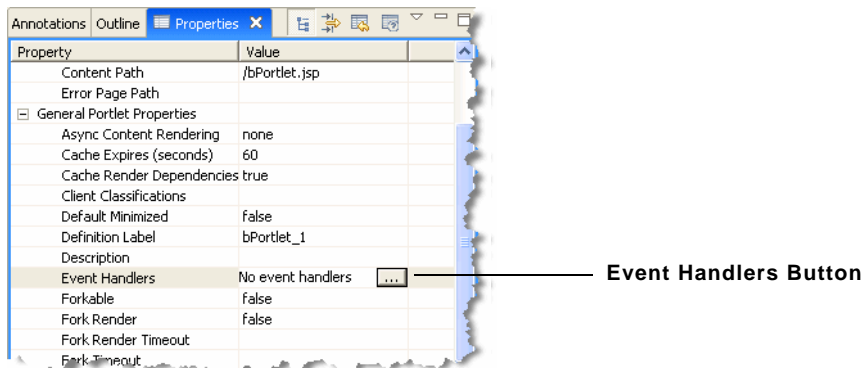 Annotations Outline Properties
Property Value
Content Path /bPortlet.jsp
Error Page Path
General Portlet Properties
Async Content Rendering none
Cache Expires (seconds) 60
Cache Render Dependencies true
Client Classifications
Default Minimized false
Definition Label bPortlet_1
Description
Event Handlers No event handlers ... Event Handlers Button
Forkable false
Fork Render false
Fork Render Timeout
Fork Timeout